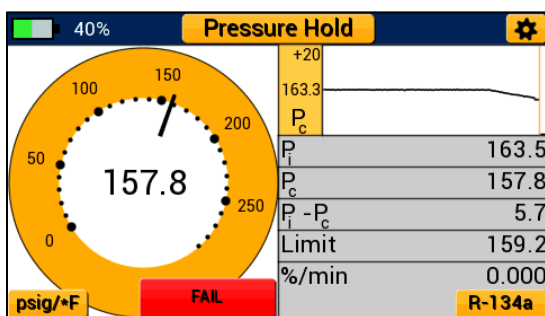 40%
Pressure Hold
0
50
100
150
200
250
157.8
psig/*F
FAIL
+20
163.3
Pc
Pi 163.5
Pc 157.8
Pi -Pc 5.7
Limit 159.2
%/min 0.000
R-134a